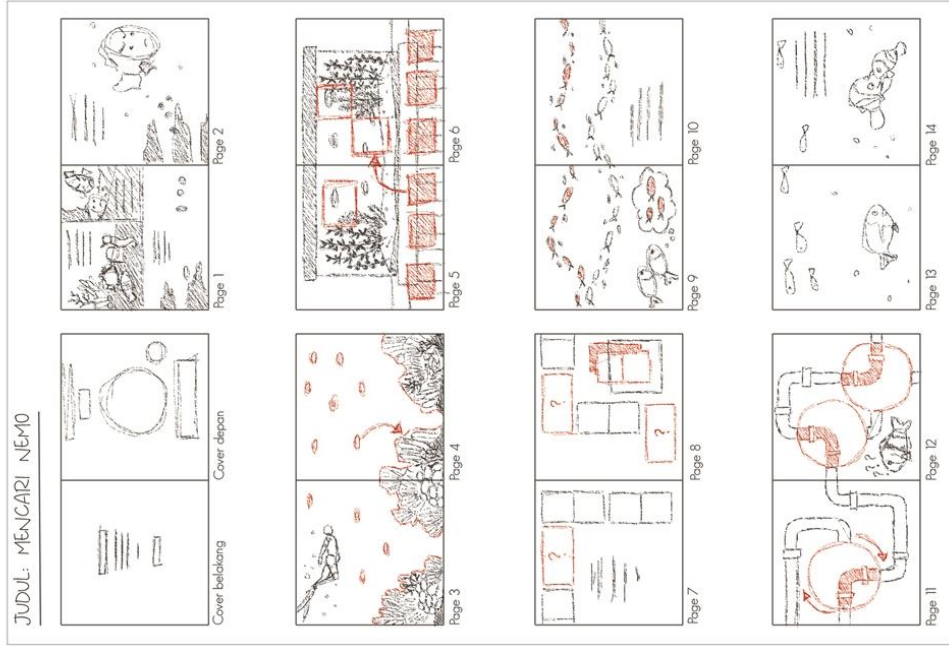 JUDUL: MENCARI NEMO
Cover belakang
Cover depan
Page 1
Page 2
Page 3
Page 4
Page 5
Page 6
Page 7
?
Page 8
?
?
Page 9
Page 10
Page 11
Page 12
???
Page 13
Page 14